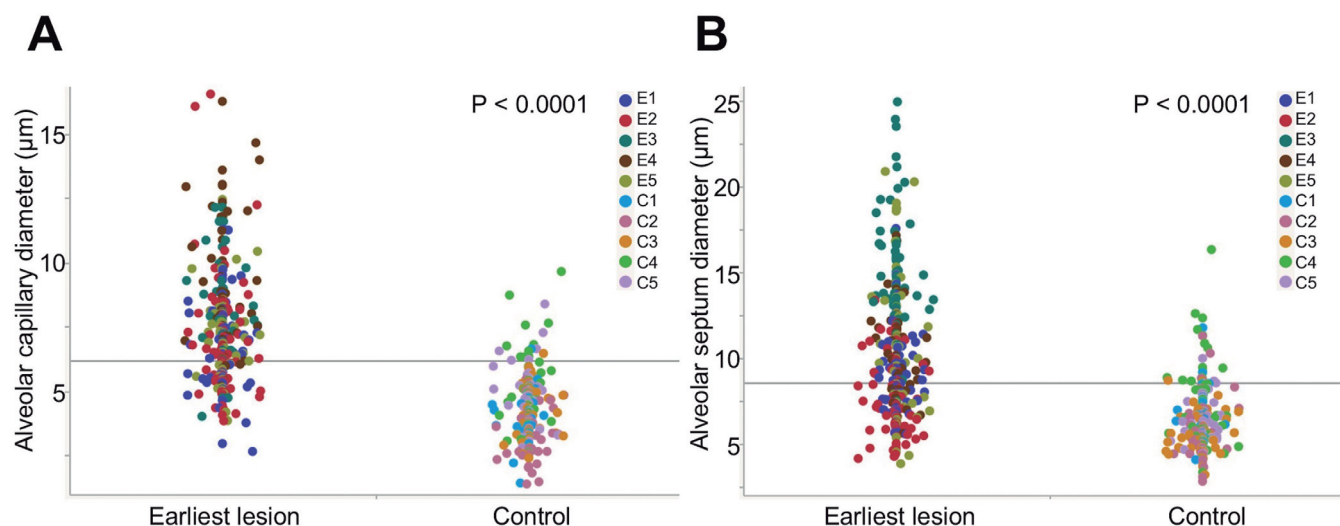 A
Alveolar capillary diameter (µm)
15
10
5
P < 0.0001
E1
E2
E3
E4
E5
C1
C2
C3
C4
C5
Earliest lesion
Control
B
Alveolar septum diameter (µm)
25
20
15
10
5
P < 0.0001
E1
E2
E3
E4
E5
C1
C2
C3
C4
C5
Earliest lesion
Control